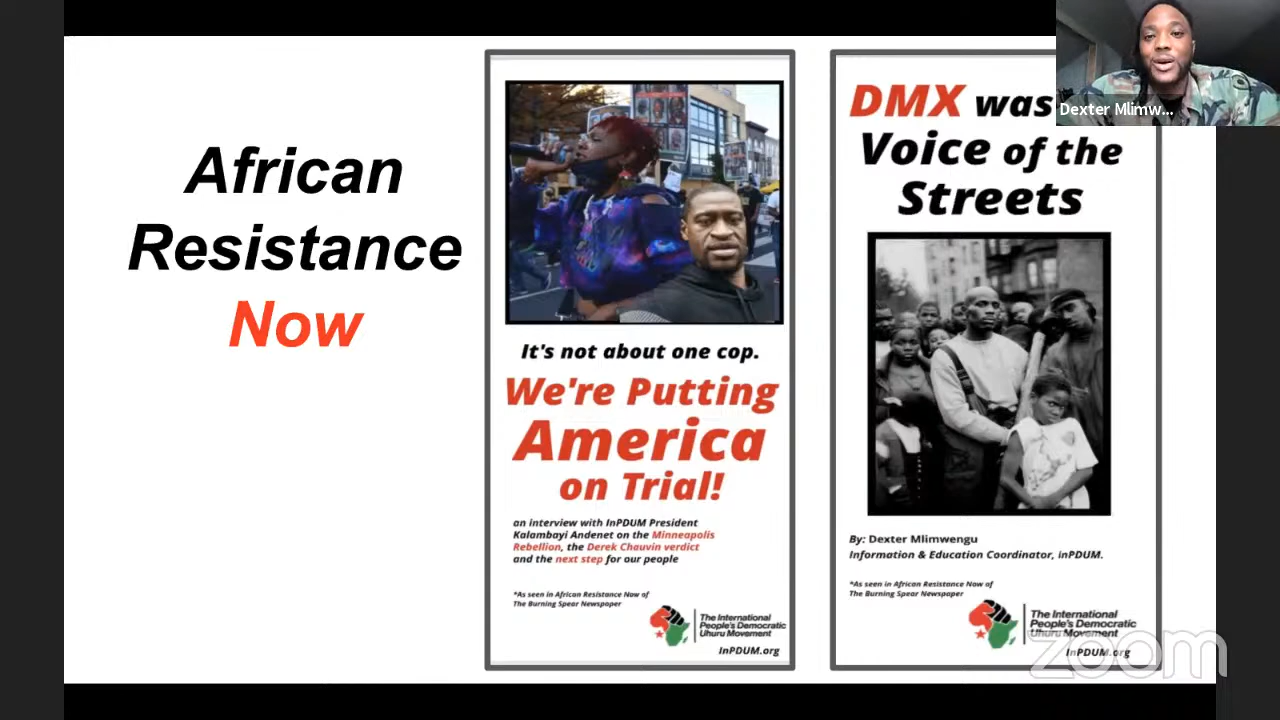 African
Resistance
Now
It's not about one cop.
We're Putting
America
on Trial!
an interview with InPDUM President
Kalambayi Andenet on the Minneapolis
Rebellion, the Derek Chauvin verdict
and the next step for our people
*As seen in African Resistance Now of
The Burning Spear Newspaper
The International
People's Democratic
Uhuru Movement
InPDUM.org
DMX was
Voice of the
Streets
By: Dexter Mlimwengu
Information & Education Coordinator, inPDUM.
*As seen in African Resistance Now of
The Burning Spear Newspaper
The International
People's Democratic
Uhuru Movement
InPDUM.org
Dexter Mlimw...
zoom